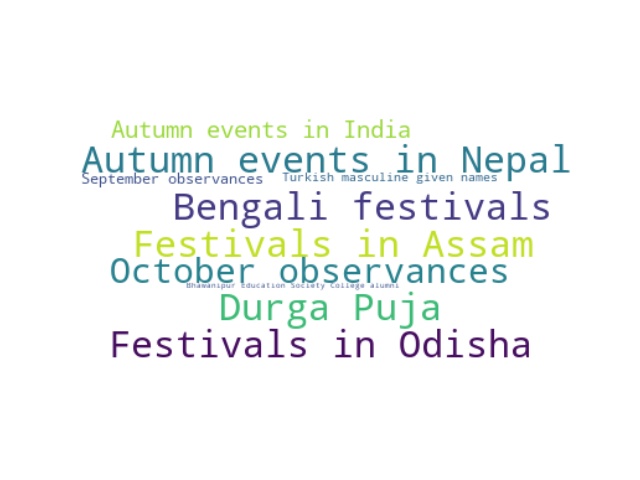 Autumn events in India
Autumn events in Nepal
September observances
Turkish masculine given names
Bengali festivals
Festivals in Assam
October observances
Bhawanipur Education Society College alumni
Durga Puja
Festivals in Odisha